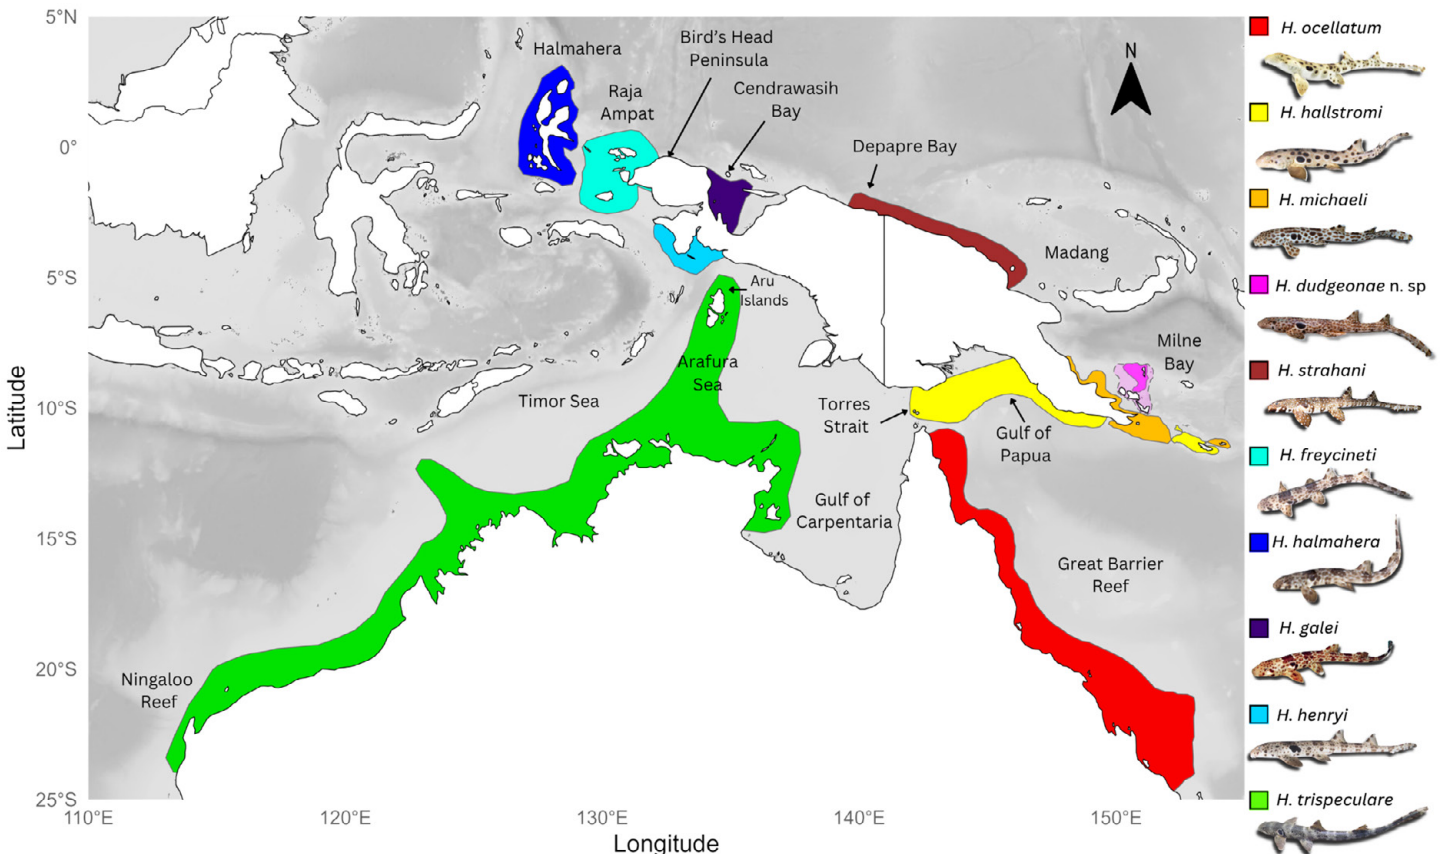 5°N
0°
5°S
10°S
15°S
20°S
25°S
Latitude
110°E
120°E
130°E
140°E
150°E
Longitude
Halmahera
Raja
Ampat
Bird's Head
Peninsula
Cendrawasih
Bay
Depapre Bay
N
Madang
Aru
Islands
Arafura
Sea
Timor Sea
Torres
Strait
Gulf of
Papua
Milne
Bay
Gulf of
Carpentaria
Great Barrier
Reef
Ningaloo
Reef
H. ocellatum
H. hallstromi
H. michaeli
H. dudgeonae n. sp
H. strahani
H. freycineti
H. halmahera
H. galei
H. henryi
H. trispeculare